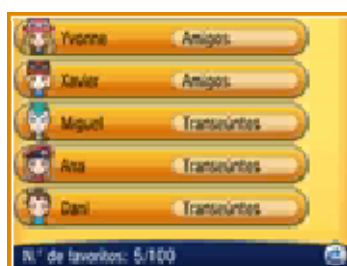 Yvonne Amigos
Xavier Amigos
Miguel Transeúntes
Ana Transeúntes
Dani Transeúntes
N.º de favoritos: 5/100